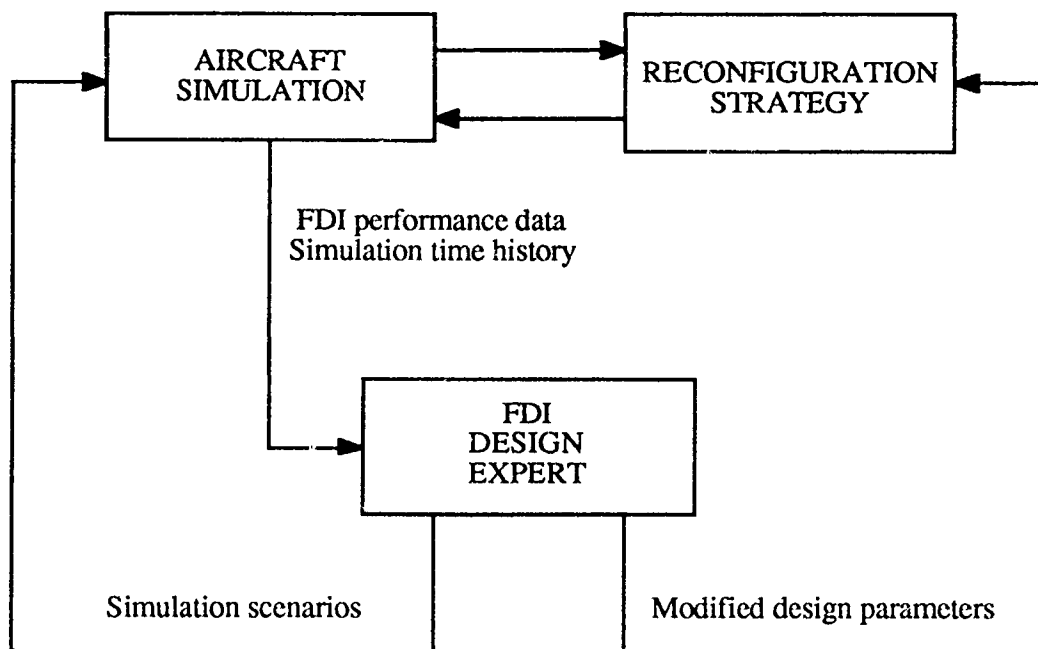 AIRCRAFT
SIMULATION
RECONFIGURATION
STRATEGY
FDI performance data
Simulation time history
FDI
DESIGN
EXPERT
Simulation scenarios
Modified design parameters